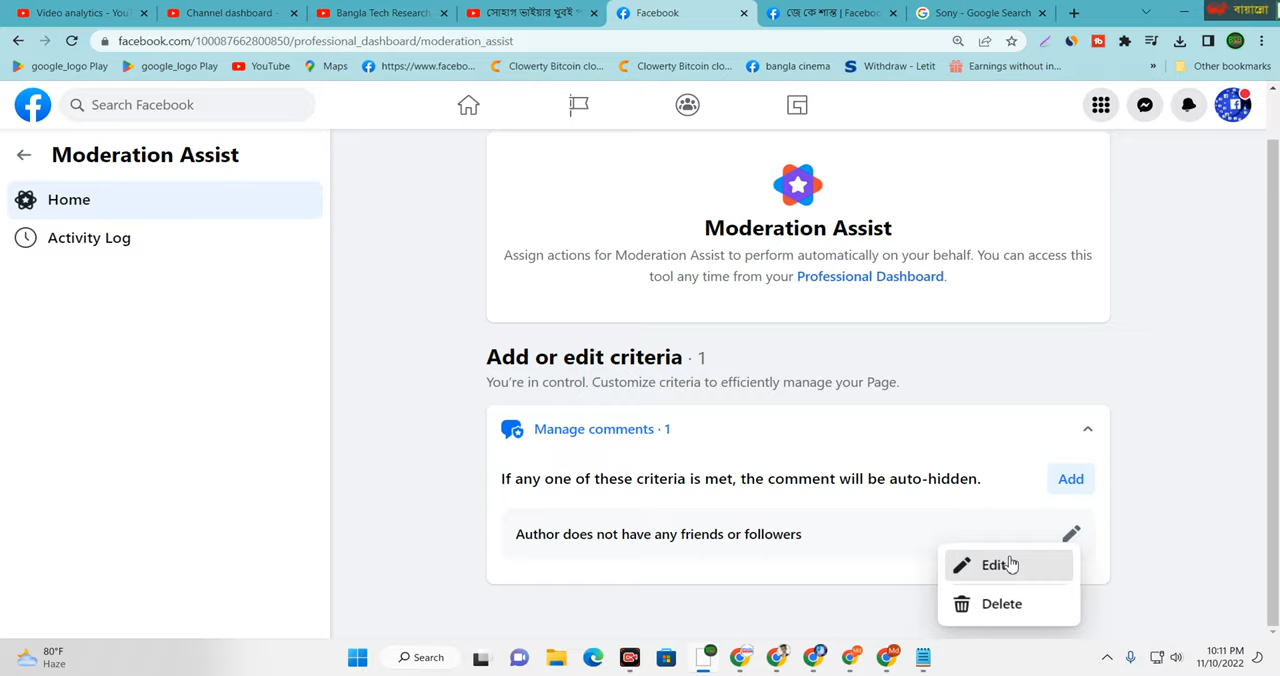 Video analytics - YouT
Channel dashboard -
Bangla Tech Research
সোহাগ ভাইয়ার খুবই প
Facebook
জে কে শান্ত | Faceboo
Sony - Google Search
বায়ান্নো
facebook.com/100087662800850/professional_dashboard/moderation_assist
google_logo Play
google_logo Play
YouTube
Maps
https://www.facebo...
Clowerty Bitcoin clo...
Clowerty Bitcoin clo...
bangla cinema
Withdraw - Letit
Earnings without in...
»
Other bookmarks
Search Facebook
Moderation Assist
Home
Activity Log
Moderation Assist
Assign actions for Moderation Assist to perform automatically on your behalf. You can access this
tool any time from your Professional Dashboard.
Add or edit criteria · 1
You're in control. Customize criteria to efficiently manage your Page.
Manage comments · 1
If any one of these criteria is met, the comment will be auto-hidden.
Add
Author does not have any friends or followers
Edit
Delete
80°F
Haze
Search
10:11 PM
11/10/2022